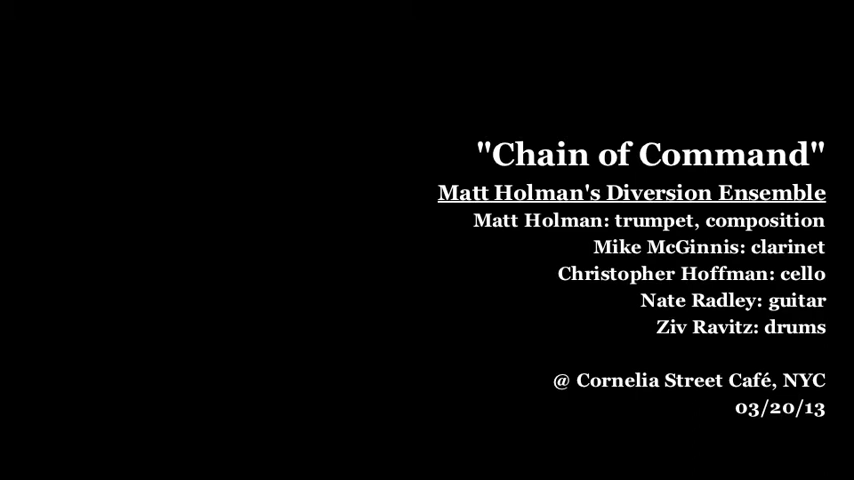 "Chain of Command"
Matt Holman's Diversion Ensemble
Matt Holman: trumpet, composition
Mike McGinnis: clarinet
Christopher Hoffman: cello
Nate Radley: guitar
Ziv Ravitz: drums
@ Cornelia Street Café, NYC
03/20/13